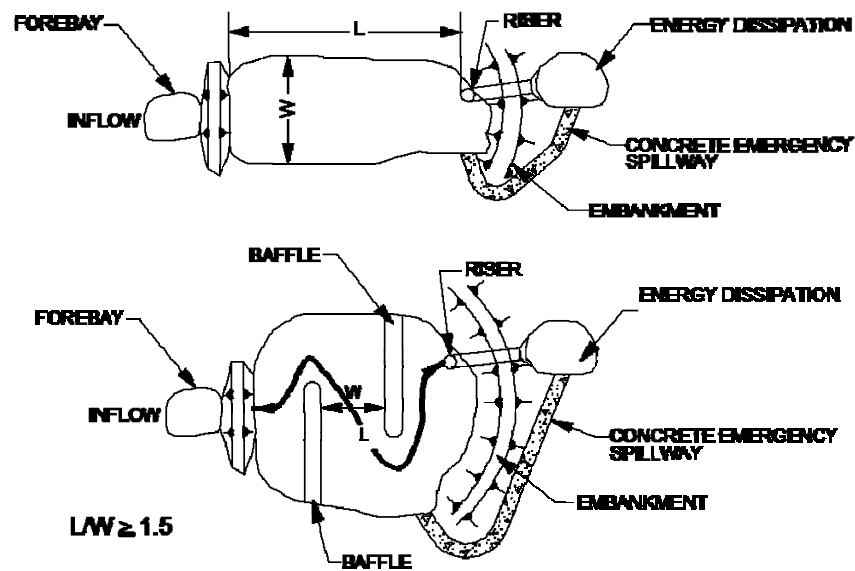 FOREBAY
L
RISER
ENERGY DISSIPATION
INFLOW
W
CONCRETE EMERGENCY
SPILLWAY
EMBANKMENT
BAFFLE
RISER
ENERGY DISSIPATION
FOREBAY
W
INFLOW
L
CONCRETE EMERGENCY
SPILLWAY
EMBANKMENT
L/W ≥ 1.5
BAFFLE